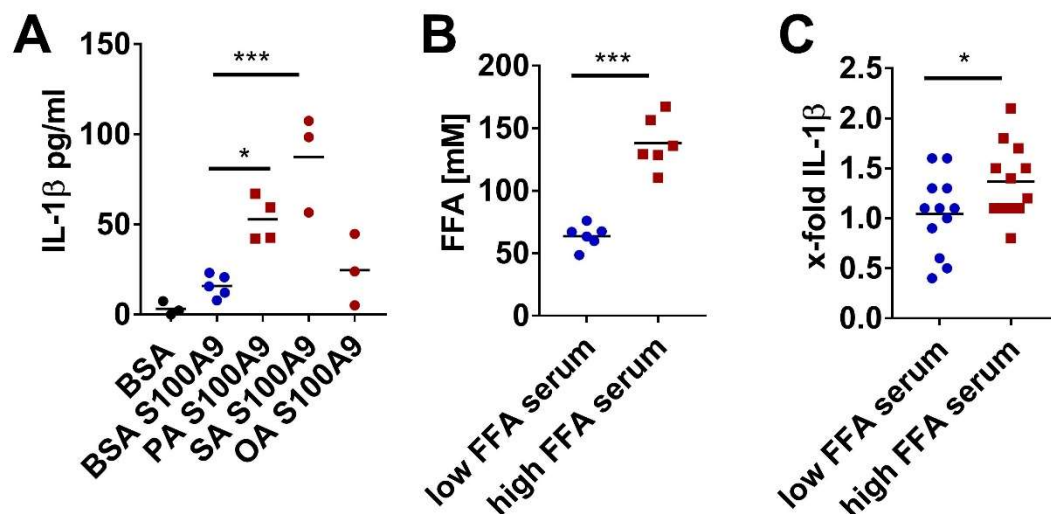 A
IL-1β pg/ml
150
100
50
0
***
*
BSA
BSA S100A9
PA S100A9
SA S100A9
OA S100A9
B
FFA [mM]
200
150
100
50
0
***
low FFA serum
high FFA serum
C
x-fold IL-1β
2.5
2.0
1.5
1.0
0.5
0.0
*
low FFA serum
high FFA serum